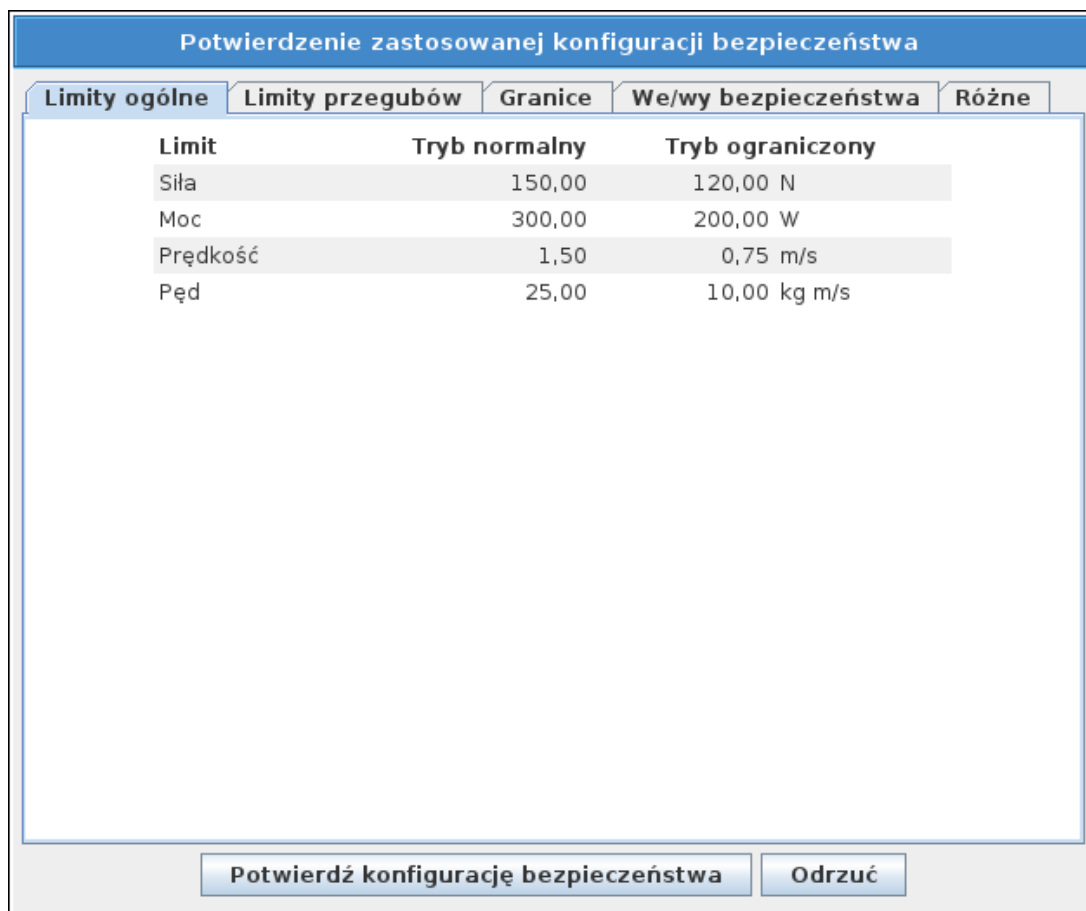 Potwierdzenie zastosowanej konfiguracji bezpieczeństwa
Limity ogólne Limity przegubów Granice We/wy bezpieczeństwa Różne
Limit Tryb normalny Tryb ograniczony
Siła 150,00 120,00 N
Moc 300,00 200,00 W
Prędkość 1,50 0,75 m/s
Pęd 25,00 10,00 kg m/s
Potwierdź konfigurację bezpieczeństwa Odrzuć